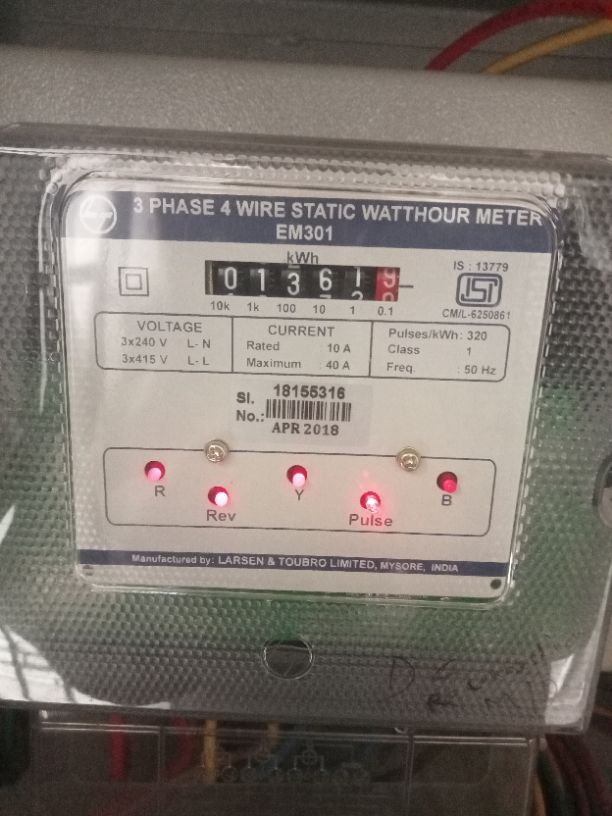 3 PHASE 4 WIRE STATIC WATTHOUR METER
EM301
kWh
013619
10k 1k 100 10 1 0.1
IS : 13779
ISI
CM/L-6250861
VOLTAGE
3x240 V L- N
3x415 V L- L
CURRENT
Rated : 10 A
Maximum : 40 A
Pulses/kWh: 320
Class 1
Freq. : 50 Hz
Sl. No.:
18155316
APR 2018
R
Rev
Y
Pulse
B
Manufactured by: LARSEN & TOUBRO LIMITED, MYSORE, INDIA